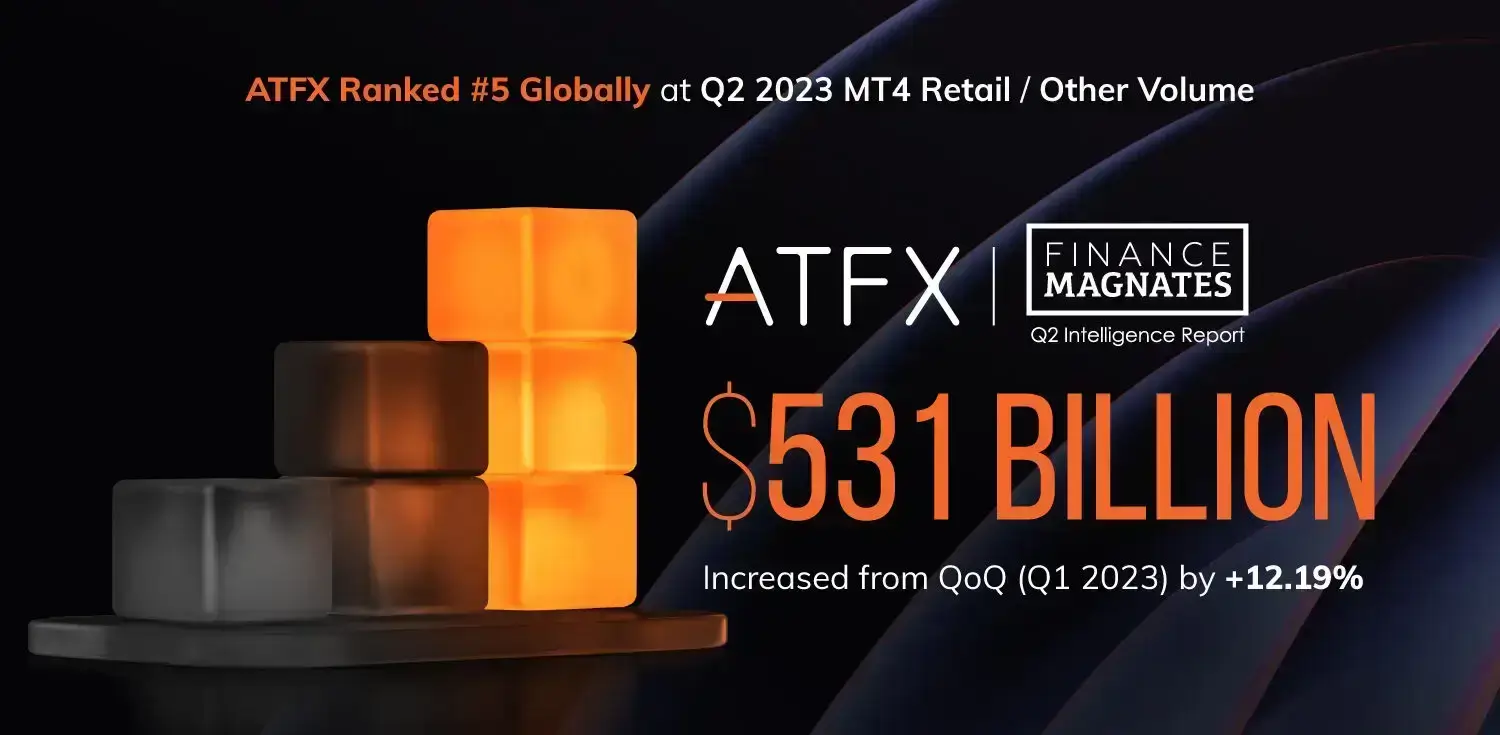 ATFX Ranked #5 Globally at Q2 2023 MT4 Retail / Other Volume
ATFX
FINANCE
MAGNATES
Q2 Intelligence Report
$531 BILLION
Increased from QoQ (Q1 2023) by +12.19%